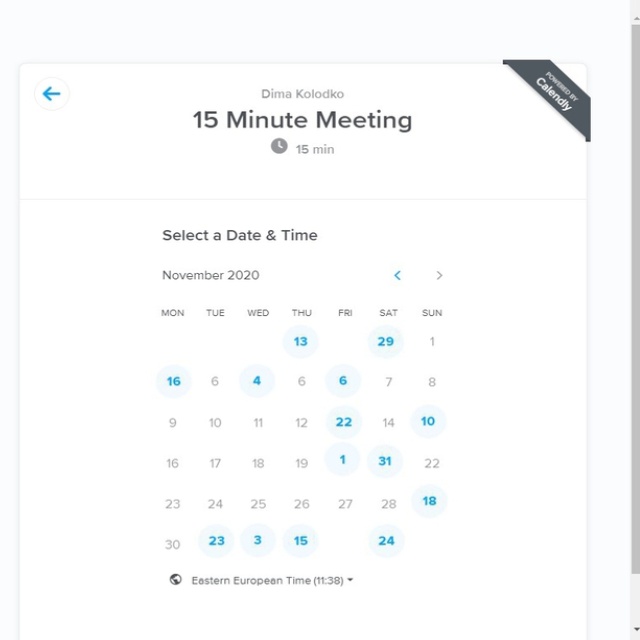 POWERED BY
Calendly
Dima Kolodko
15 Minute Meeting
15 min
Select a Date & Time
November 2020
MON TUE WED THU FRI SAT SUN
13 29 1
16 6 4 6 6 7 8
9 10 11 12 22 14 10
16 17 18 19 1 31 22
23 24 25 26 27 28 18
30 23 3 15 24
Eastern European Time (11:38)